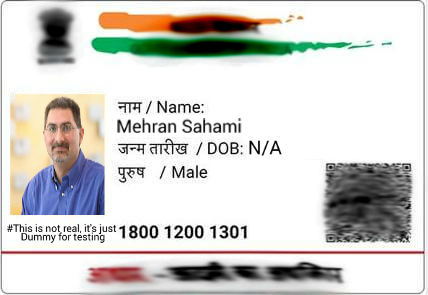 नाम / Name:
Mehran Sahami
जन्म तारीख / DOB: N/A
पुरुष / Male
#This is not real, it's just
Dummy for testing
1800 1200 1301